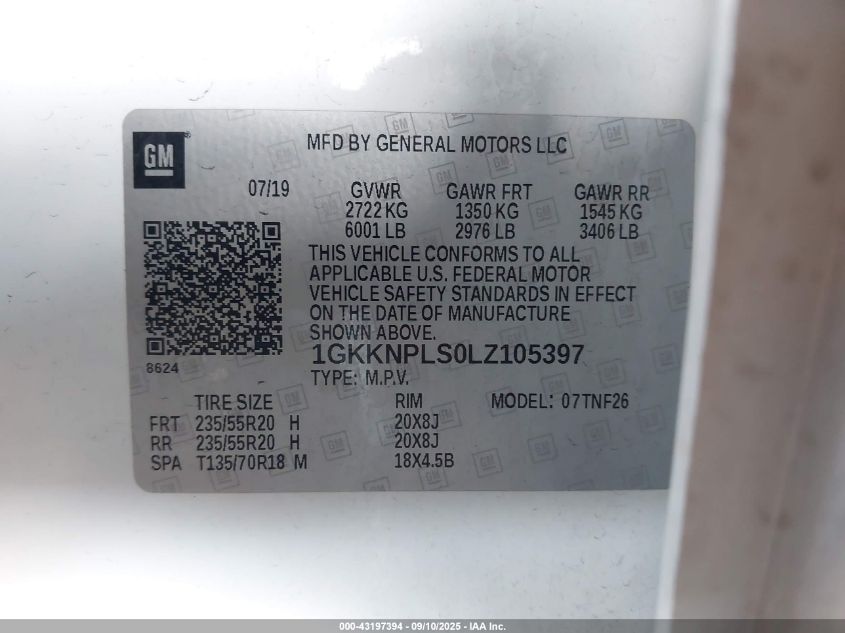 GM
MFD BY GENERAL MOTORS LLC
07/19 GVWR GAWR FRT GAWR RR
2722 KG 1350 KG 1545 KG
6001 LB 2976 LB 3406 LB
THIS VEHICLE CONFORMS TO ALL
APPLICABLE U.S. FEDERAL MOTOR
VEHICLE SAFETY STANDARDS IN EFFECT
ON THE DATE OF MANUFACTURE
SHOWN ABOVE.
1GKKNPLS0LZ105397
8624
TYPE: M.P.V.
TIRE SIZE RIM MODEL: 07TNF26
FRT 235/55R20 H 20X8J
RR 235/55R20 H 20X8J
SPA T135/70R18 M 18X4.5B
000-43197394 - 09/10/2025 - IAA Inc.